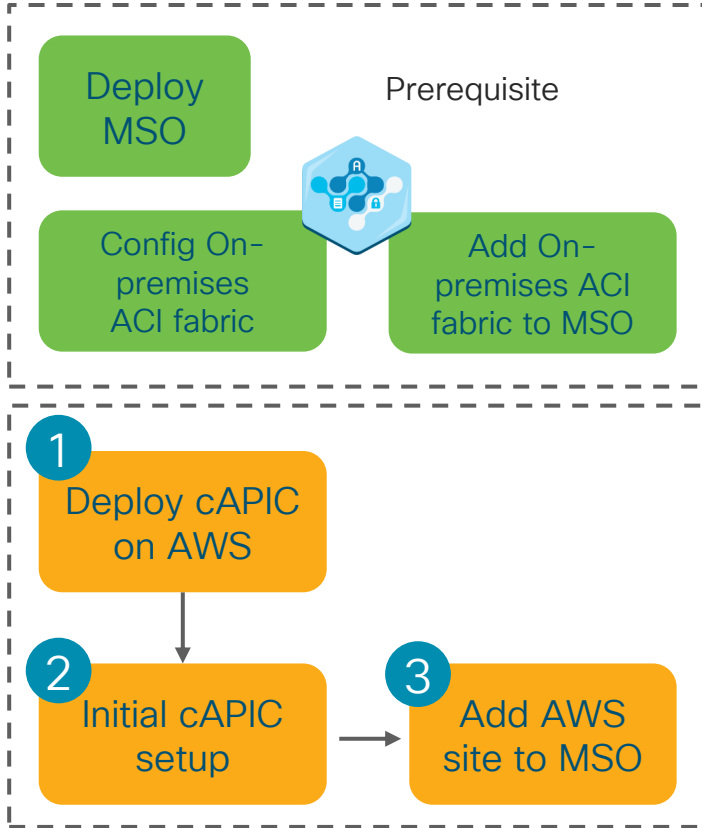 Deploy
MSO
Prerequisite
A
Config On-
premises
ACI fabric
Add On-
premises ACI
fabric to MSO
1
Deploy cAPIC
on AWS
2
Initial cAPIC
setup
3
Add AWS
site to MSO